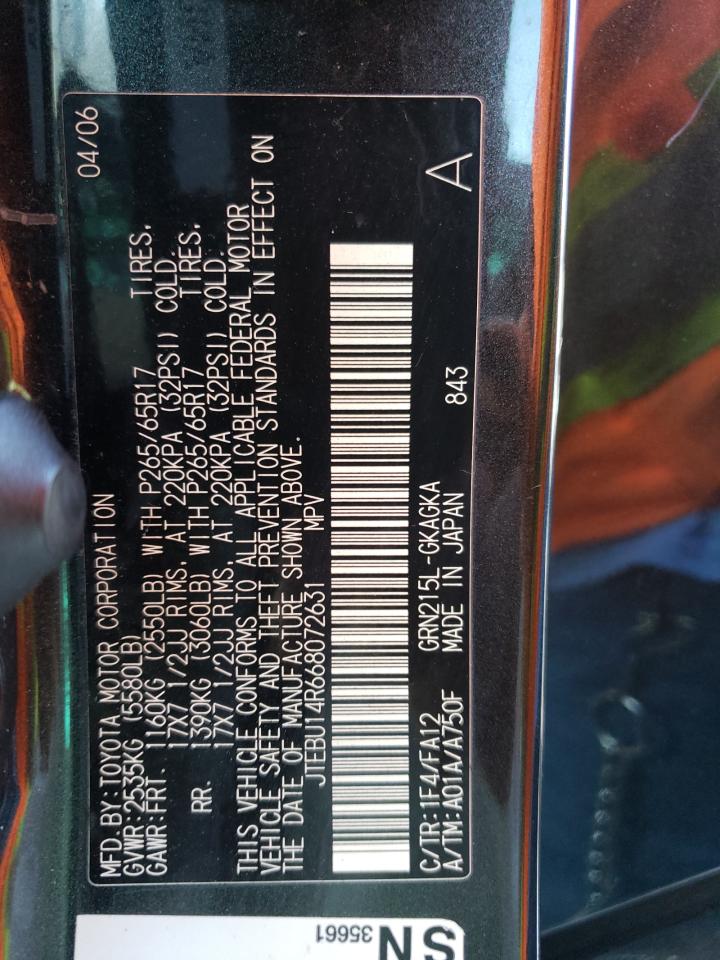 MFD.BY:TOYOTA MOTOR CORPORATION 04/06
GVWR:2535KG (5580LB)
GAWR:FRT. 1160KG (2550LB) WITH P265/65R17 TIRES,
17X7 1/2JJ RIMS, AT 220KPA (32PSI) COLD.
RR. 1390KG (3060LB) WITH P265/65R17 TIRES,
17X7 1/2JJ RIMS, AT 220KPA (32PSI) COLD.
THIS VEHICLE CONFORMS TO ALL APPLICABLE FEDERAL MOTOR
VEHICLE SAFETY AND THEFT PREVENTION STANDARDS IN EFFECT ON
THE DATE OF MANUFACTURE SHOWN ABOVE.
JTEBU14R668072631 MPV
C/TR:1F4/FA12 GRN215L-GKAGKA 843 A
A/TM:A01A/A750F MADE IN JAPAN
SN
35661